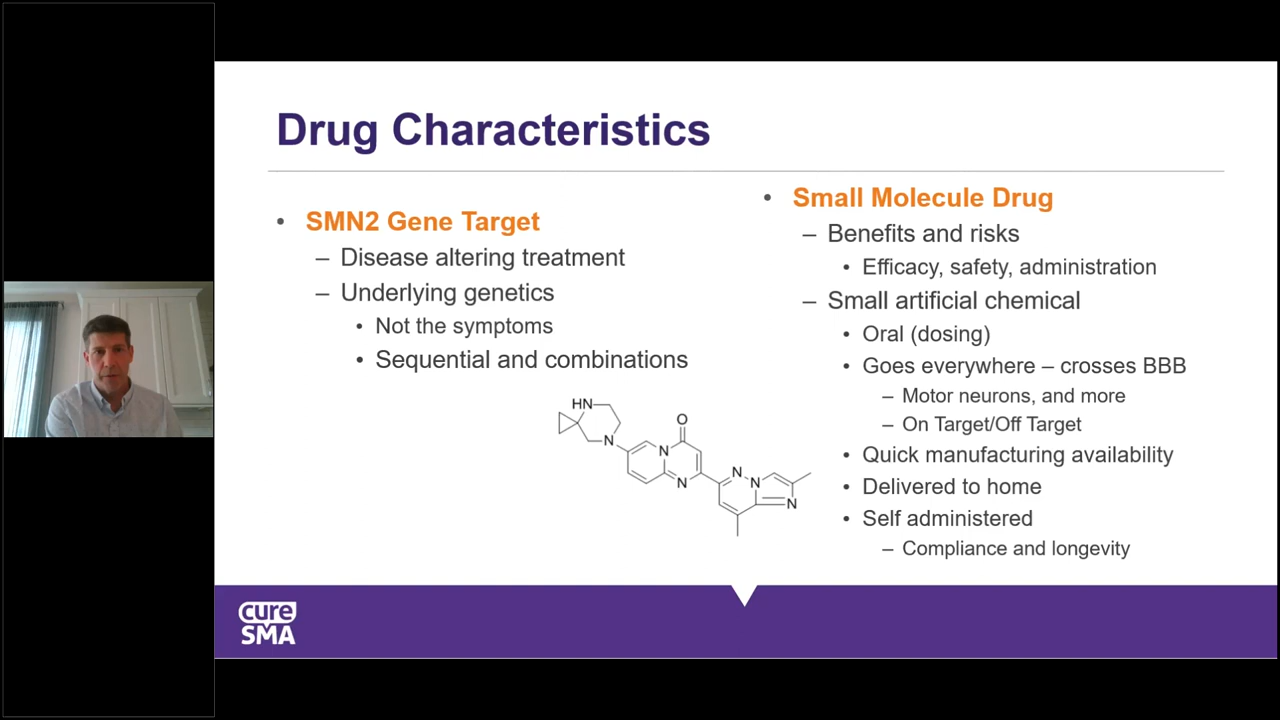 Drug Characteristics
• SMN2 Gene Target
– Disease altering treatment
– Underlying genetics
• Not the symptoms
• Sequential and combinations
• Small Molecule Drug
– Benefits and risks
• Efficacy, safety, administration
– Small artificial chemical
• Oral (dosing)
• Goes everywhere – crosses BBB
– Motor neurons, and more
– On Target/Off Target
• Quick manufacturing availability
• Delivered to home
• Self administered
– Compliance and longevity
HN
N
O
N
N
N
N
N
cure
SMA